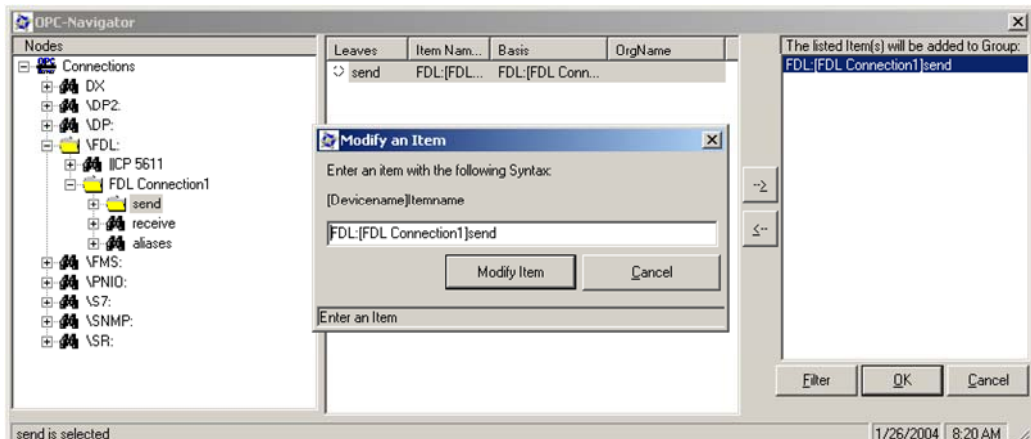 OPC-Navigator
Nodes
Connections
DX
\DP2:
\DP:
\FDL:
||CP 5611
FDL Connection1
send
receive
aliases
\FMS:
\PNIO:
\S7:
\SNMP:
\SR:
Leaves Item Nam... Basis OrgName
send FDL:[FDL... FDL:[FDL Conn...
Modify an Item
Enter an item with the following Syntax:
[Devicename]Itemname
FDL:[FDL Connection1]send
Modify Item Cancel
Enter an Item
-->
<--
The listed Item(s) will be added to Group:
FDL:[FDL Connection1]send
Filter OK Cancel
send is selected 1/26/2004 8:20 AM